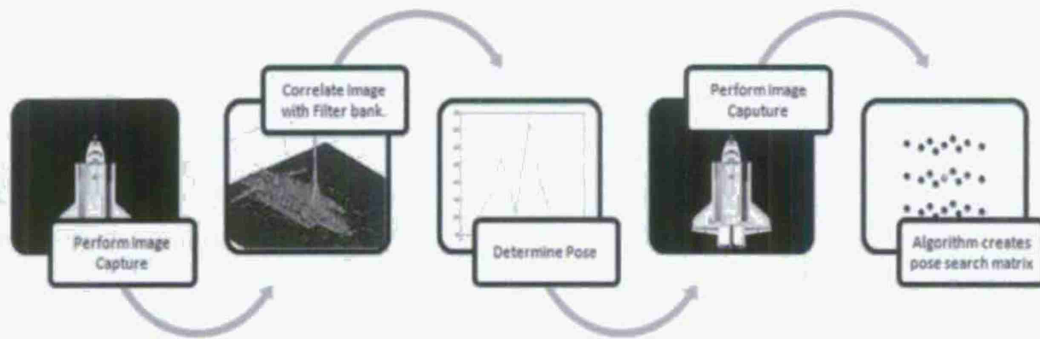 Perform Image
Capture
Correlate Image
with Filter bank.
Determine Pose
Perform Image
Caputure
Algorithm creates
pose search matrix